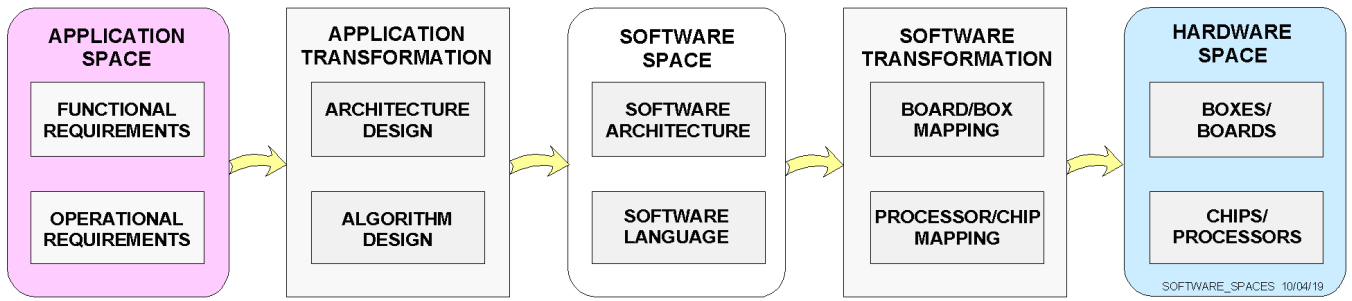 APPLICATION
SPACE
FUNCTIONAL
REQUIREMENTS
OPERATIONAL
REQUIREMENTS
APPLICATION
TRANSFORMATION
ARCHITECTURE
DESIGN
ALGORITHM
DESIGN
SOFTWARE
SPACE
SOFTWARE
ARCHITECTURE
SOFTWARE
LANGUAGE
SOFTWARE
TRANSFORMATION
BOARD/BOX
MAPPING
PROCESSOR/CHIP
MAPPING
HARDWARE
SPACE
BOXES/
BOARDS
CHIPS/
PROCESSORS
SOFTWARE_SPACES 10/04/19